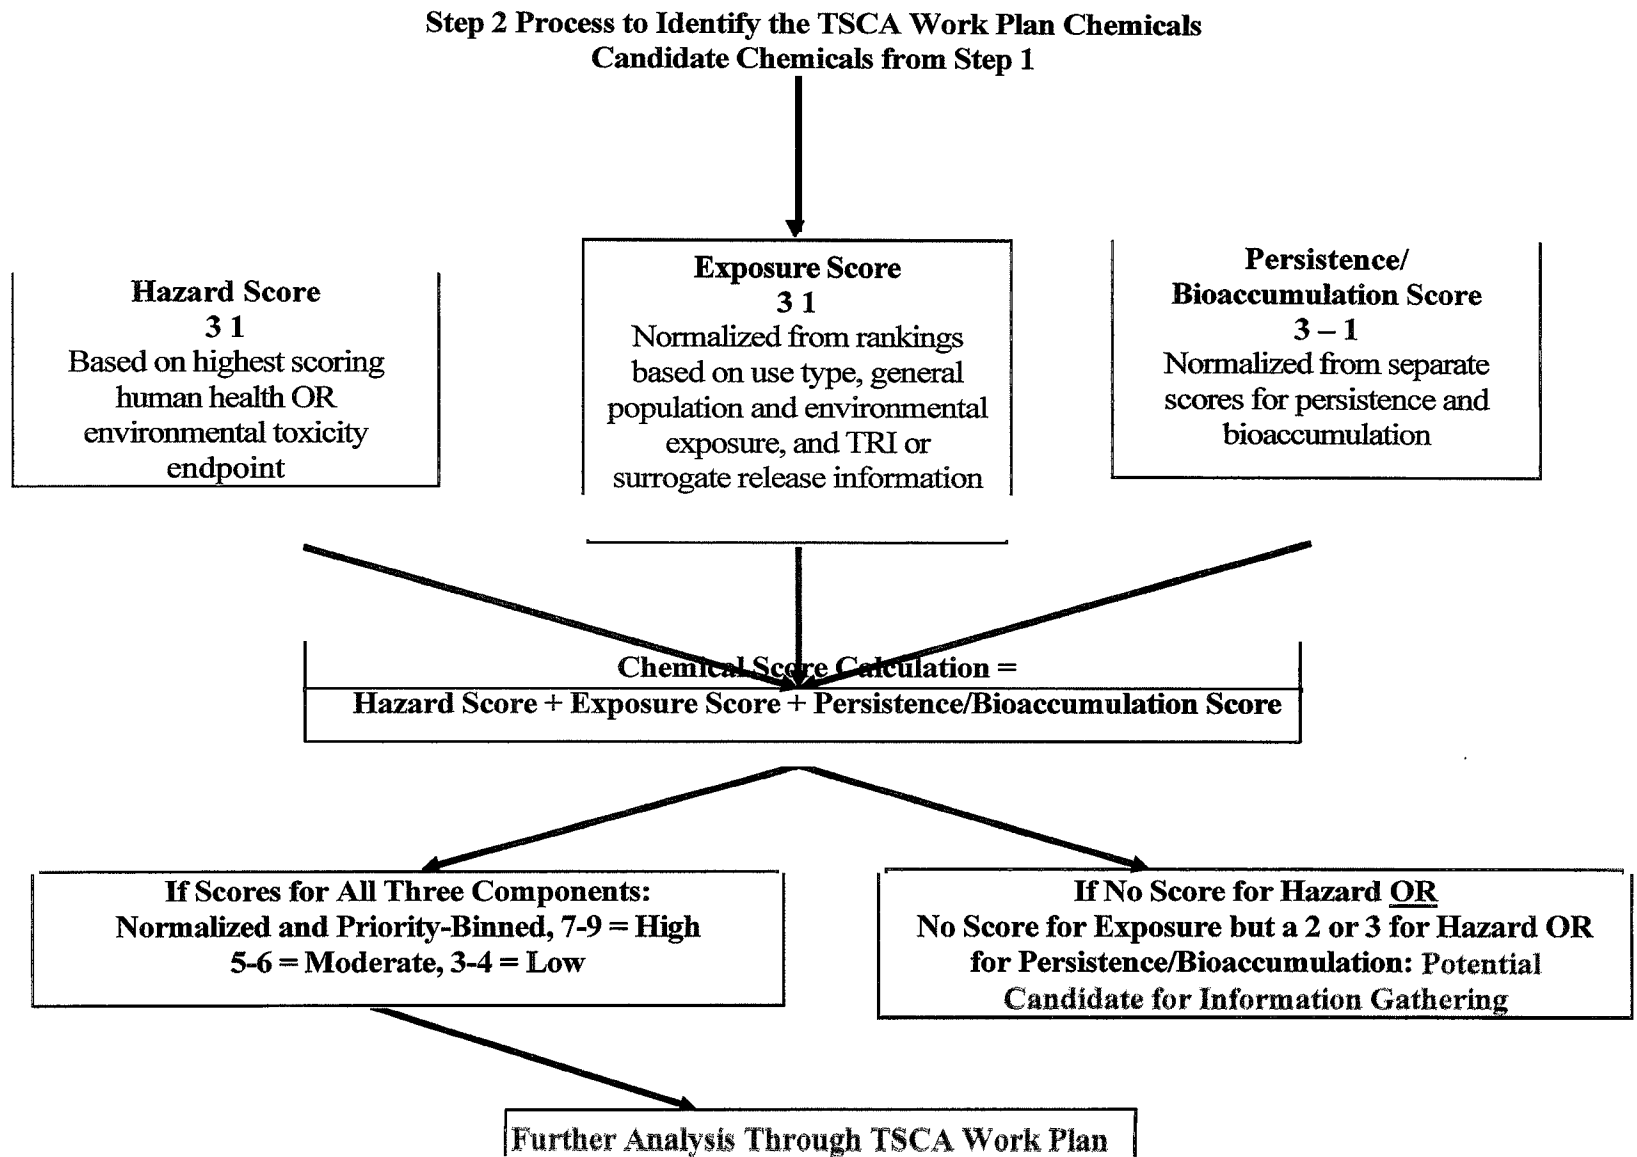 Step 2 Process to Identify the TSCA Work Plan Chemicals
Candidate Chemicals from Step 1
Hazard Score
3 1
Based on highest scoring
human health OR
environmental toxicity
endpoint
Exposure Score
3 1
Normalized from rankings
based on use type, general
population and environmental
exposure, and TRI or
surrogate release information
Persistence/
Bioaccumulation Score
3 – 1
Normalized from separate
scores for persistence and
bioaccumulation
Chemical Score Calculation =
Hazard Score + Exposure Score + Persistence/Bioaccumulation Score
If Scores for All Three Components:
Normalized and Priority-Binned, 7-9 = High
5-6 = Moderate, 3-4 = Low
If No Score for Hazard OR
No Score for Exposure but a 2 or 3 for Hazard OR
for Persistence/Bioaccumulation: Potential
Candidate for Information Gathering
Further Analysis Through TSCA Work Plan